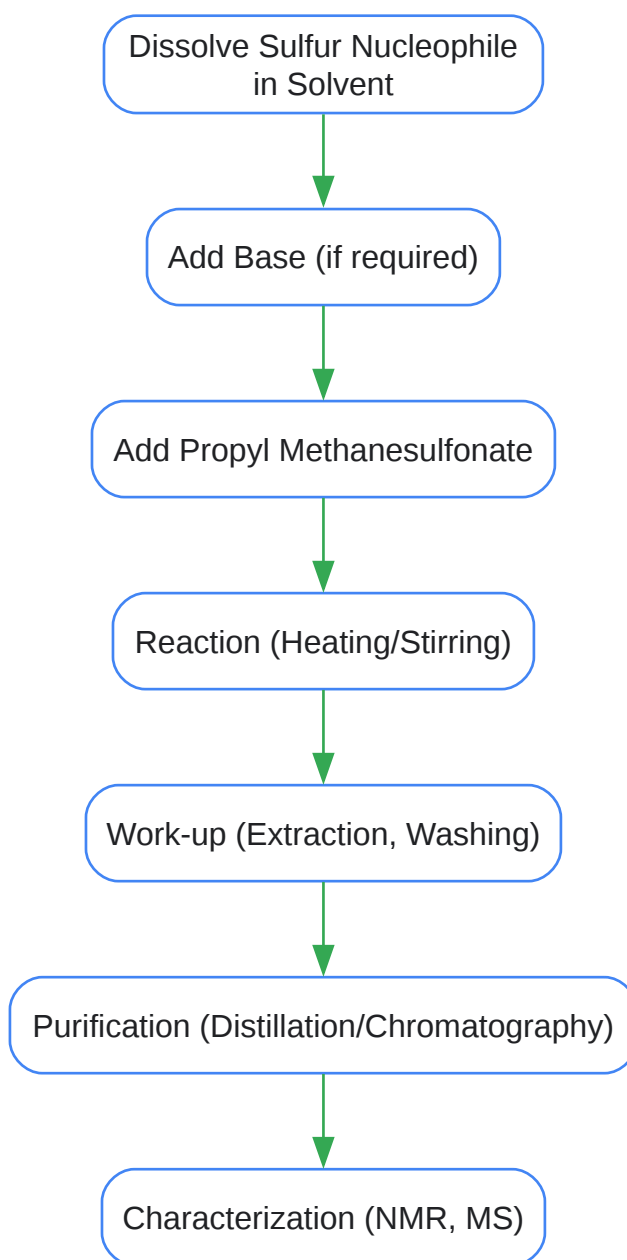 Dissolve Sulfur Nucleophile
in Solvent
Add Base (if required)
Add Propyl Methanesulfonate
Reaction (Heating/Stirring)
Work-up (Extraction, Washing)
Purification (Distillation/Chromatography)
Characterization (NMR, MS)